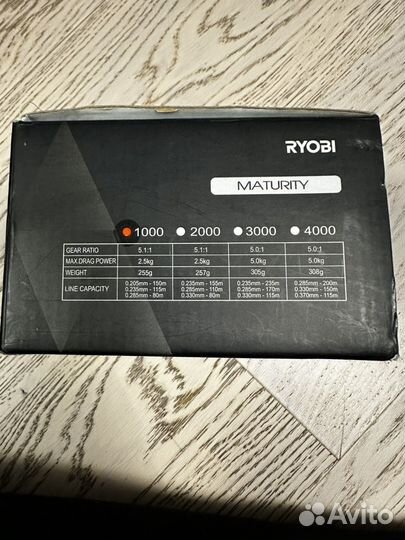 RYOBI
MATURITY
1000 2000 3000 4000
GEAR RATIO 5.1:1 5.1:1 5.0:1 5.0:1
MAX.DRAG POWER 2.5kg 2.5kg 5.0kg 5.0kg
WEIGHT 255g 257g 305g 308g
LINE CAPACITY
0.205mm - 150m 0.235mm - 155m 0.235mm - 235m 0.285mm - 200m
0.235mm - 115m 0.285mm - 110m 0.285mm - 170m 0.330mm - 150m
0.285mm - 80m 0.330mm - 80m 0.330mm - 115m 0.370mm - 115m
Avito